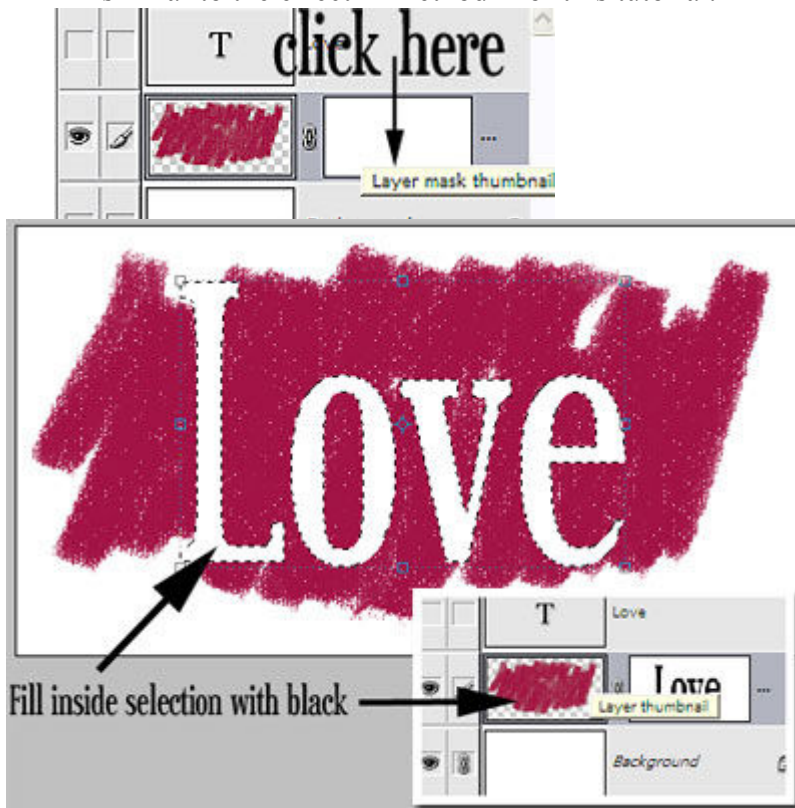 T
click here
Layer mask thumbnail
Love
T Love
Love
Layer thumbnail
Fill inside selection with black
Background